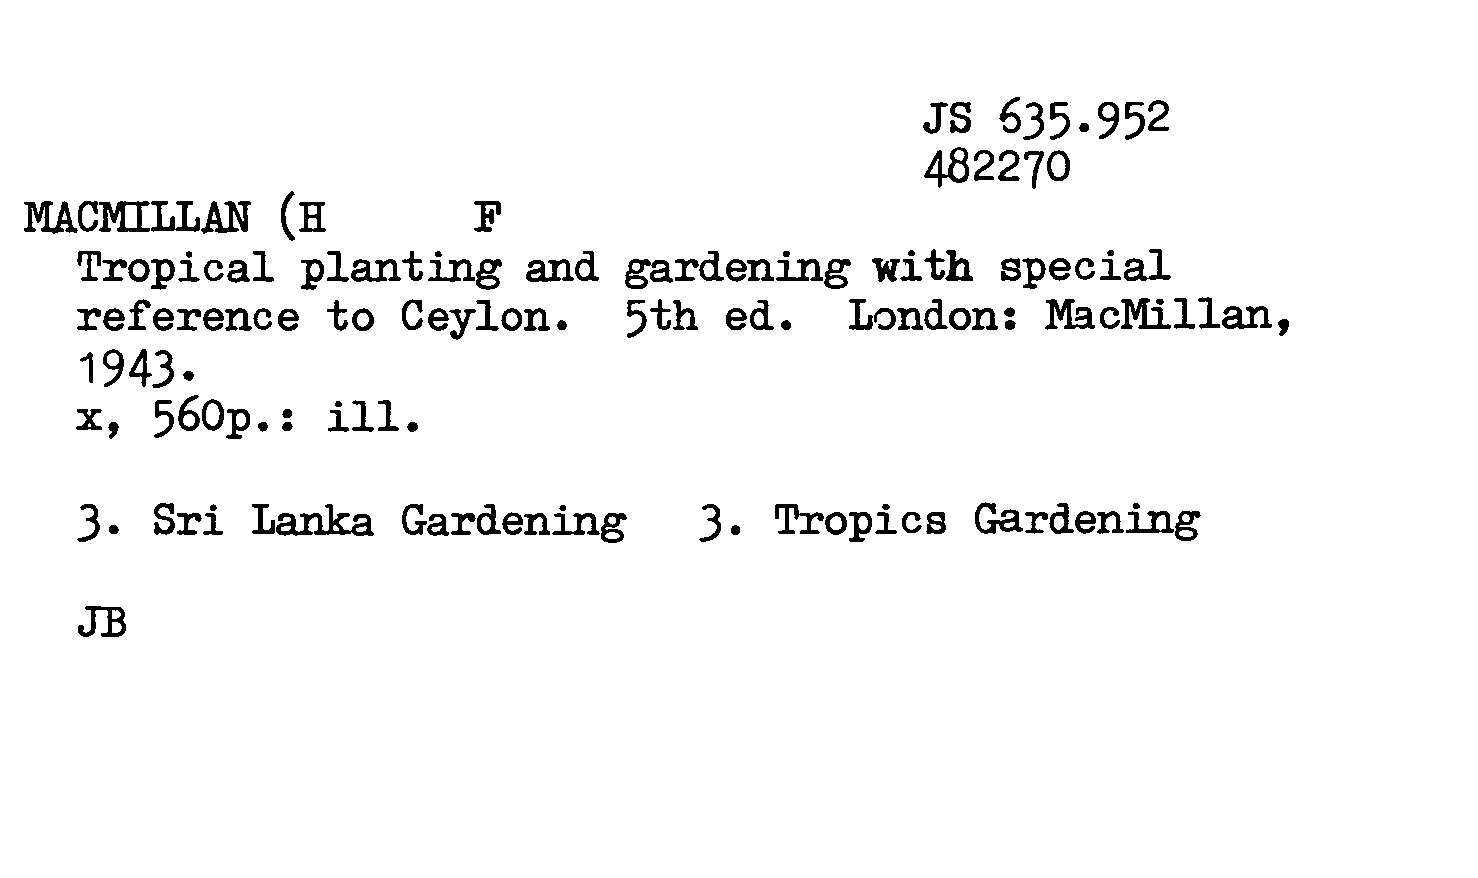 JS 635.952
482270
MACMILLAN (H F
Tropical planting and gardening with special
reference to Ceylon. 5th ed. London: MacMillan,
1943.
x, 560p.: ill.
3. Sri Lanka Gardening 3. Tropics Gardening
JB